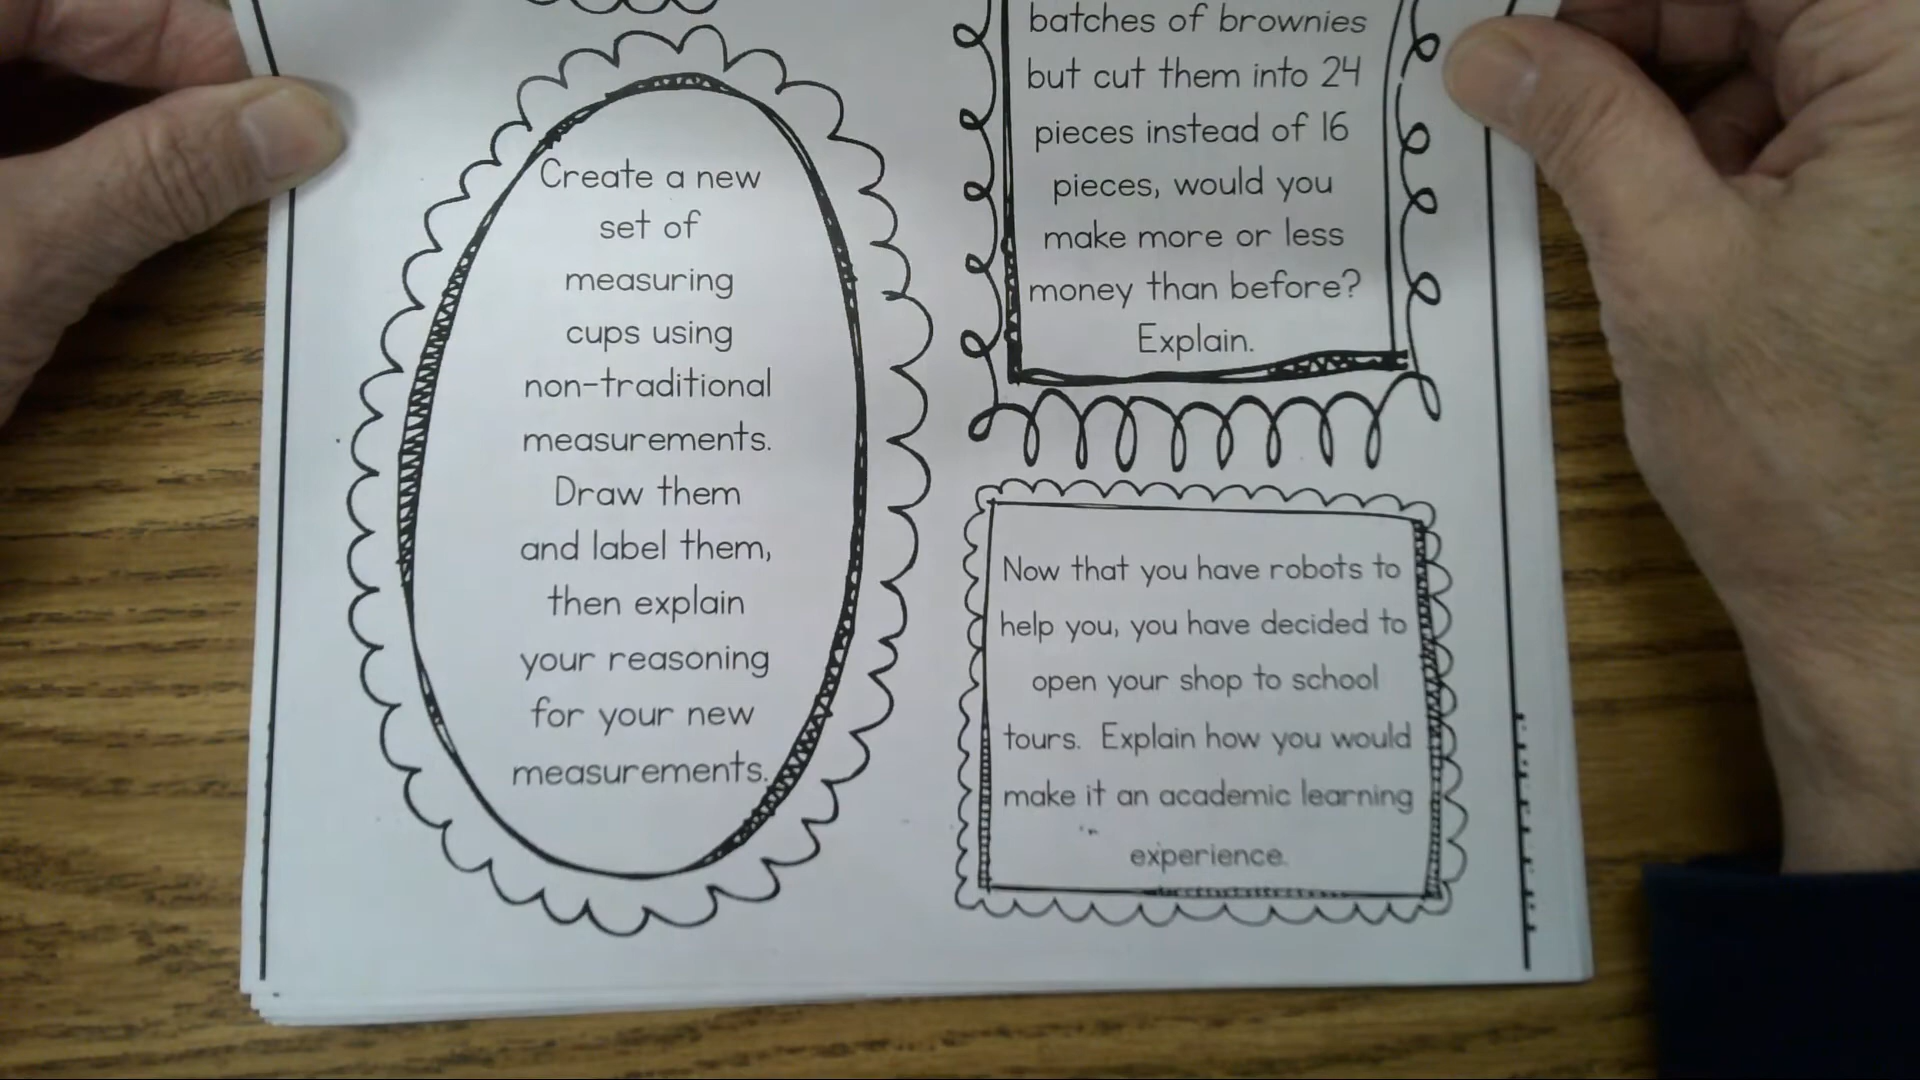 Create a new
set of
measuring
cups using
non-traditional
measurements.
Draw them
and label them,
then explain
your reasoning
for your new
measurements.
batches of brownies
but cut them into 24
pieces instead of 16
pieces, would you
make more or less
money than before?
Explain.
Now that you have robots to
help you, you have decided to
open your shop to school
tours. Explain how you would
make it an academic learning
experience.